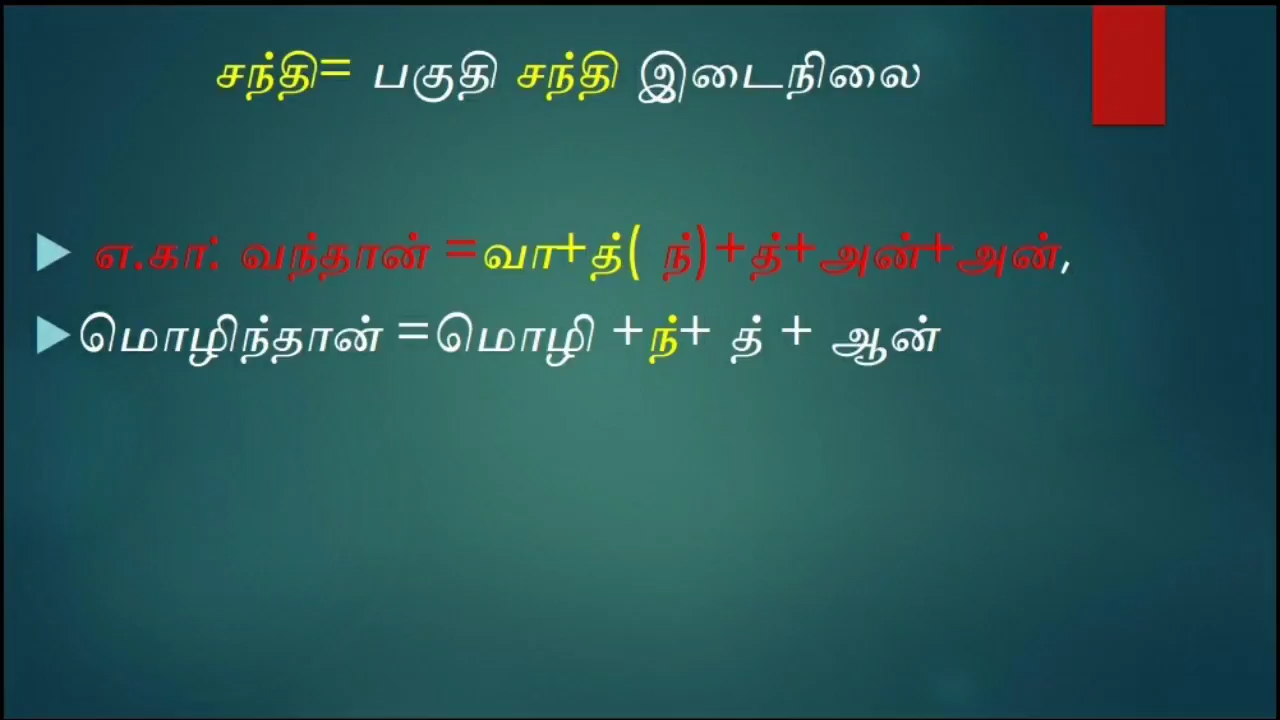 சந்தி= பகுதி சந்தி இடைநிலை
எ.கா: வந்தான் =வா+த்( ந்)+த்+அன்+அன்,
மொழிந்தான் =மொழி +ந்+ த் + ஆன்